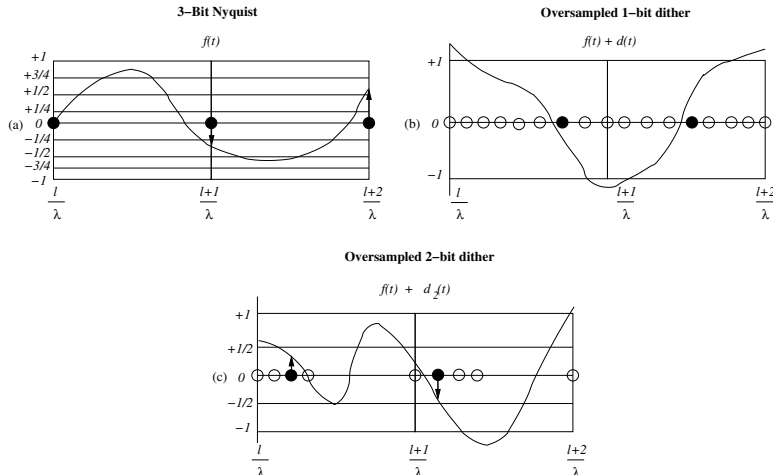 3−Bit Nyquist
f(t)
+1
+3/4
+1/2
+1/4
(a) 0
−1/4
−1/2
−3/4
−1
l/λ
l+1/λ
l+2/λ
Oversampled 1−bit dither
f(t) + d(t)
+1
(b) 0
−1
l/λ
l+1/λ
l+2/λ
Oversampled 2−bit dither
f(t) + d2(t)
+1
+1/2
(c) 0
−1/2
−1
l/λ
l+1/λ
l+2/λ